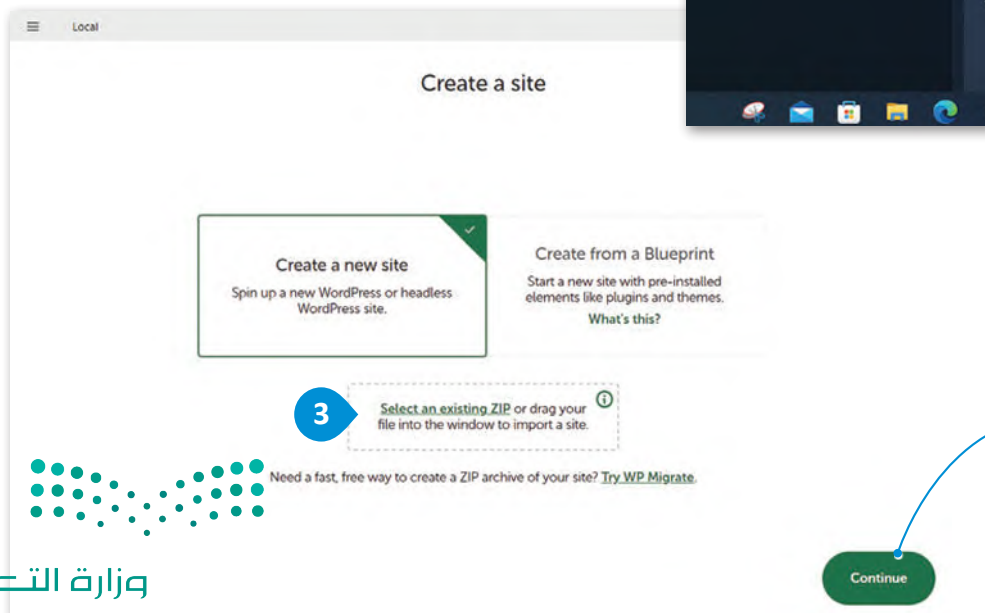 Local
Create a site
Create a new site
Spin up a new WordPress or headless
WordPress site.
Create from a Blueprint
Start a new site with pre-installed
elements like plugins and themes.
What's this?
3
Select an existing ZIP or drag your
file into the window to import a site.
Need a fast, free way to create a ZIP archive of your site? Try WP Migrate.
Continue
وزارة